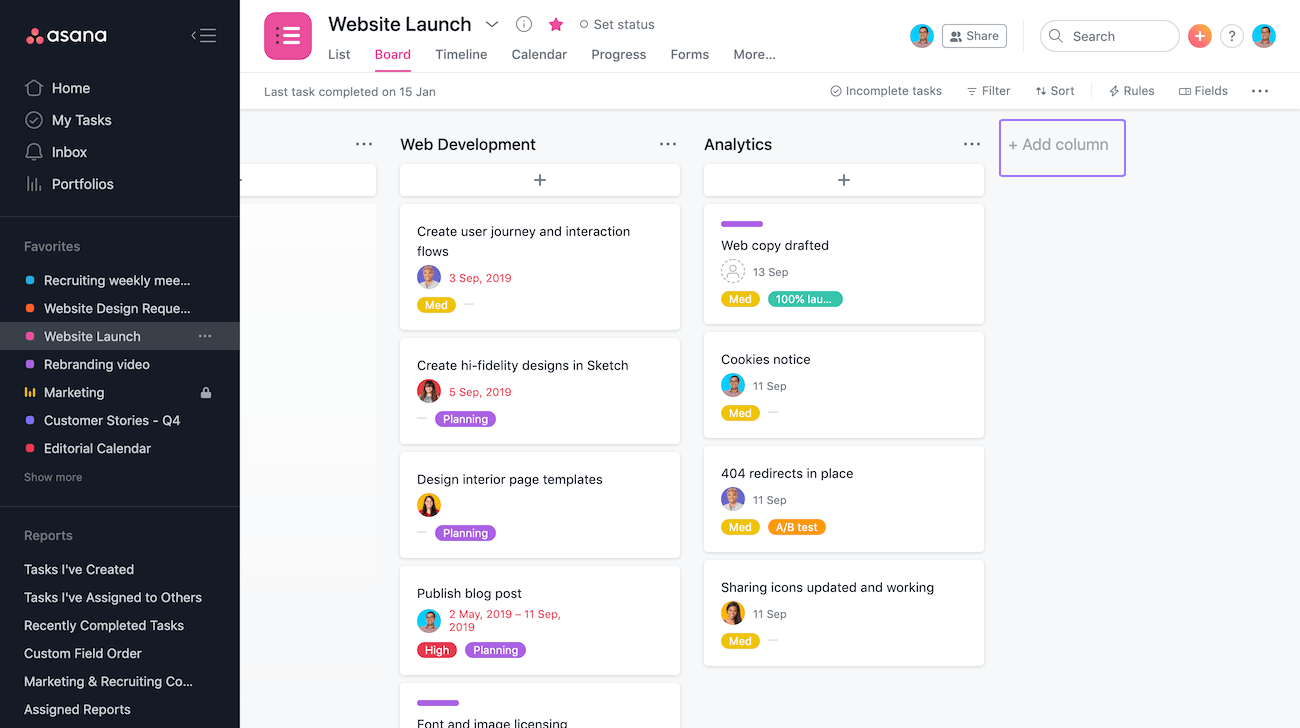 asana
Home
My Tasks
Inbox
Portfolios
Favorites
Recruiting weekly mee...
Website Design Reque...
Website Launch
Rebranding video
Marketing
Customer Stories - Q4
Editorial Calendar
Show more
Reports
Tasks I've Created
Tasks I've Assigned to Others
Recently Completed Tasks
Custom Field Order
Marketing & Recruiting Co...
Assigned Reports
Website Launch
Set status
List Board Timeline Calendar Progress Forms More...
Share
Search
?
Last task completed on 15 Jan
Incomplete tasks Filter Sort Rules Fields
Web Development
+
Create user journey and interaction
flows
3 Sep, 2019
Med —
Create hi-fidelity designs in Sketch
5 Sep, 2019
— Planning
Design interior page templates
— Planning
Publish blog post
2 May, 2019 – 11 Sep,
2019
High Planning
Font and image licensing
Analytics
+
Web copy drafted
13 Sep
Med 100% lau...
Cookies notice
11 Sep
Med —
404 redirects in place
11 Sep
Med A/B test
Sharing icons updated and working
11 Sep
Med —
+ Add column